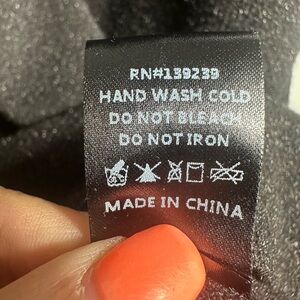 RN#139239
HAND WASH COLD
DO NOT BLEACH
DO NOT IRON
MADE IN CHINA